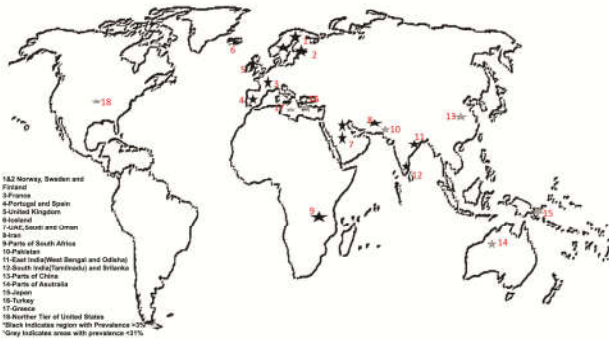 1
2
6
5
3
4
16
17
18
8
10
7
11
12
13
9
15
14
1&2 Norway, Sweden and
Finland
3-France
4-Portugal and Spain
5-United Kingdom
6-Iceland
7-UAE,Saudi and Oman
8-Iran
9-Parts of South Africa
10-Pakistan
11-East India(West Bengal and Odisha)
12-South India(Tamilnadu) and Srilanka
13-Parts of China
14-Parts of Asutralia
15-Japan
16-Turkey
17-Greece
18-Norther Tier of United States
*Black Indicates region with Prevalence >3%
*Grey Indicates areas with prevalence <31%